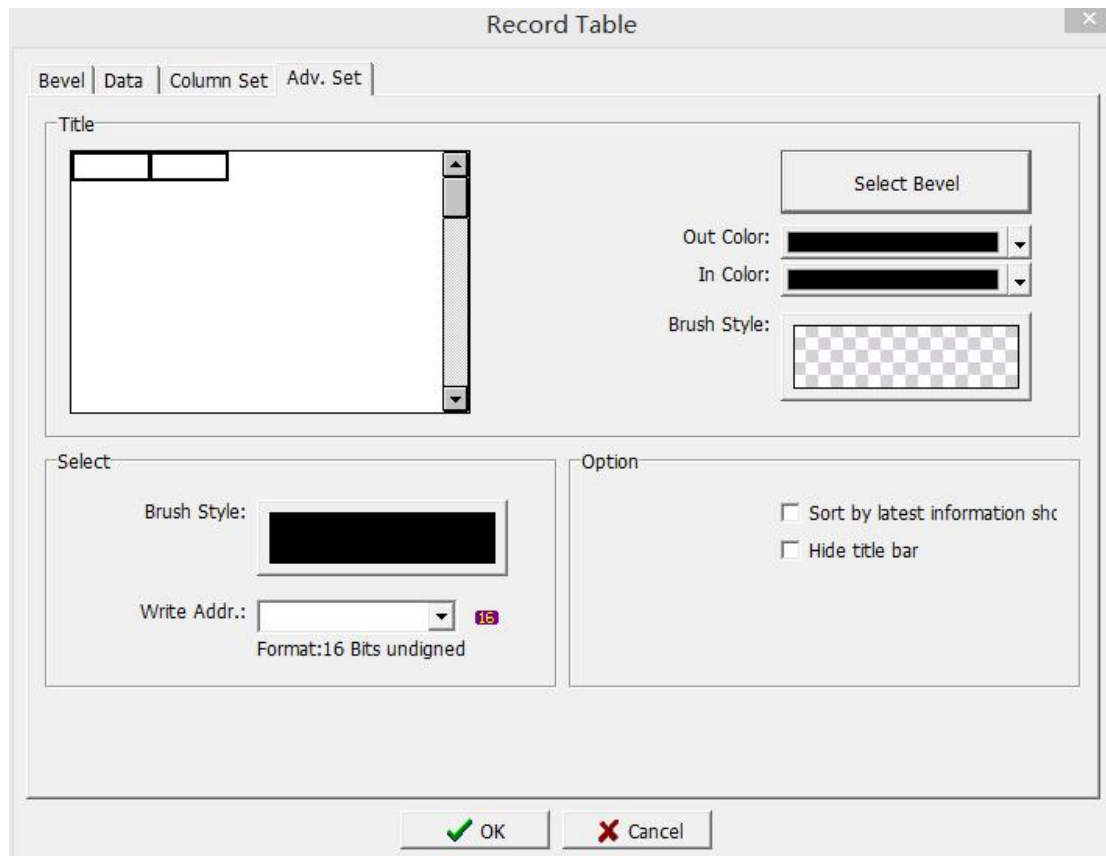 Record Table
Bevel Data Column Set Adv. Set
Title
Select Bevel
Out Color:
In Color:
Brush Style:
Select
Brush Style:
Write Addr.:
16
Format:16 Bits undigned
Option
Sort by latest information sho
Hide title bar
OK Cancel